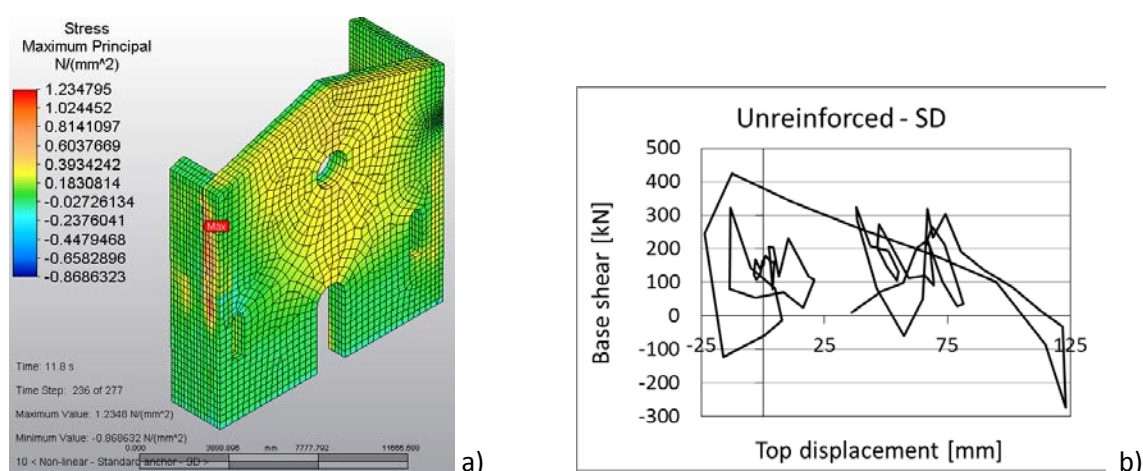 Stress
Maximum Principal
N/(mm^2)
1.234795
1.024452
0.8141097
0.6037669
0.3934242
0.1830814
-0.02726134
-0.2376041
-0.4479468
-0.6582896
-0.8686323
Max
Time: 11.8 s
Time Step: 236 of 277
Maximum Value: 1.2348 N/(mm^2)
Minimum Value: -0.868632 N/(mm^2)
0.000
mm
7777.792
10 < Non-linear - Standard anchor - SD >
a)
Unreinforced - SD
Base shear [kN]
500
400
300
200
100
0
-100
-200
-300
-25
25
75
125
Top displacement [mm]
b)